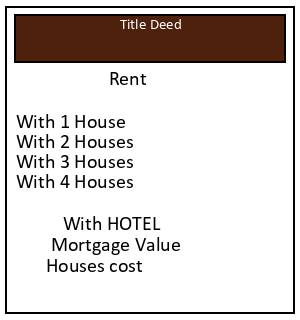 Title Deed
Rent
With 1 House
With 2 Houses
With 3 Houses
With 4 Houses
With HOTEL
Mortgage Value
Houses cost